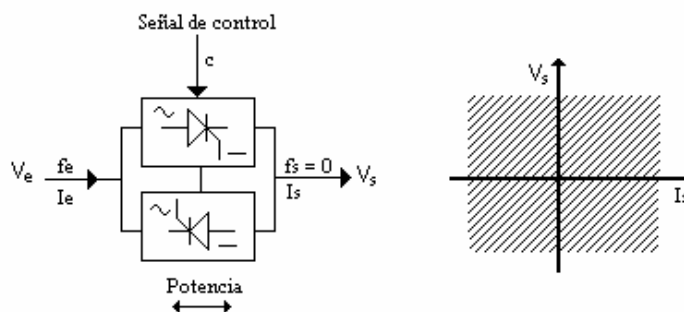 Señal de control
c
Ve
fe
Ie
fs = 0
Is
Vs
Potencia
Vs
Is